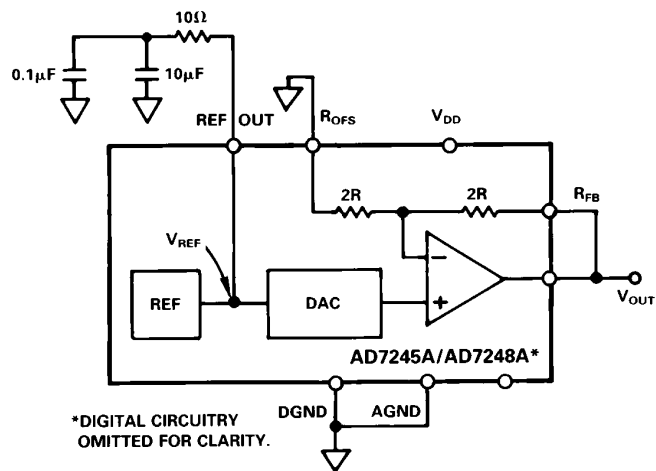 10Ω
0.1μF
10μF
REF OUT
R_OFS
V_DD
2R
2R
R_FB
V_REF
REF
DAC
−
+
V_OUT
AD7245A/AD7248A*
DGND
AGND
*DIGITAL CIRCUITRY
OMITTED FOR CLARITY.